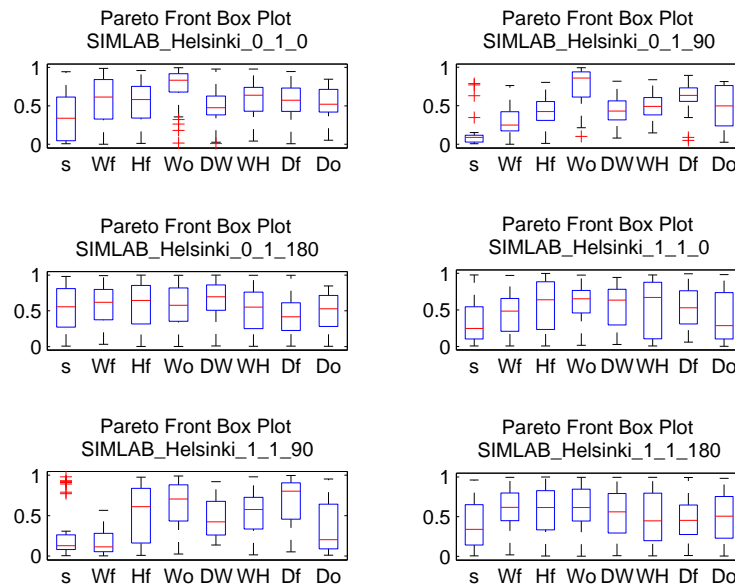 Pareto Front Box Plot
SIMLAB_Helsinki_0_1_0
1
0.5
0
s Wf Hf Wo DW WH Df Do
Pareto Front Box Plot
SIMLAB_Helsinki_0_1_90
1
0.5
0
s Wf Hf Wo DW WH Df Do
Pareto Front Box Plot
SIMLAB_Helsinki_0_1_180
1
0.5
0
s Wf Hf Wo DW WH Df Do
Pareto Front Box Plot
SIMLAB_Helsinki_1_1_0
1
0.5
0
s Wf Hf Wo DW WH Df Do
Pareto Front Box Plot
SIMLAB_Helsinki_1_1_90
1
0.5
0
s Wf Hf Wo DW WH Df Do
Pareto Front Box Plot
SIMLAB_Helsinki_1_1_180
1
0.5
0
s Wf Hf Wo DW WH Df Do